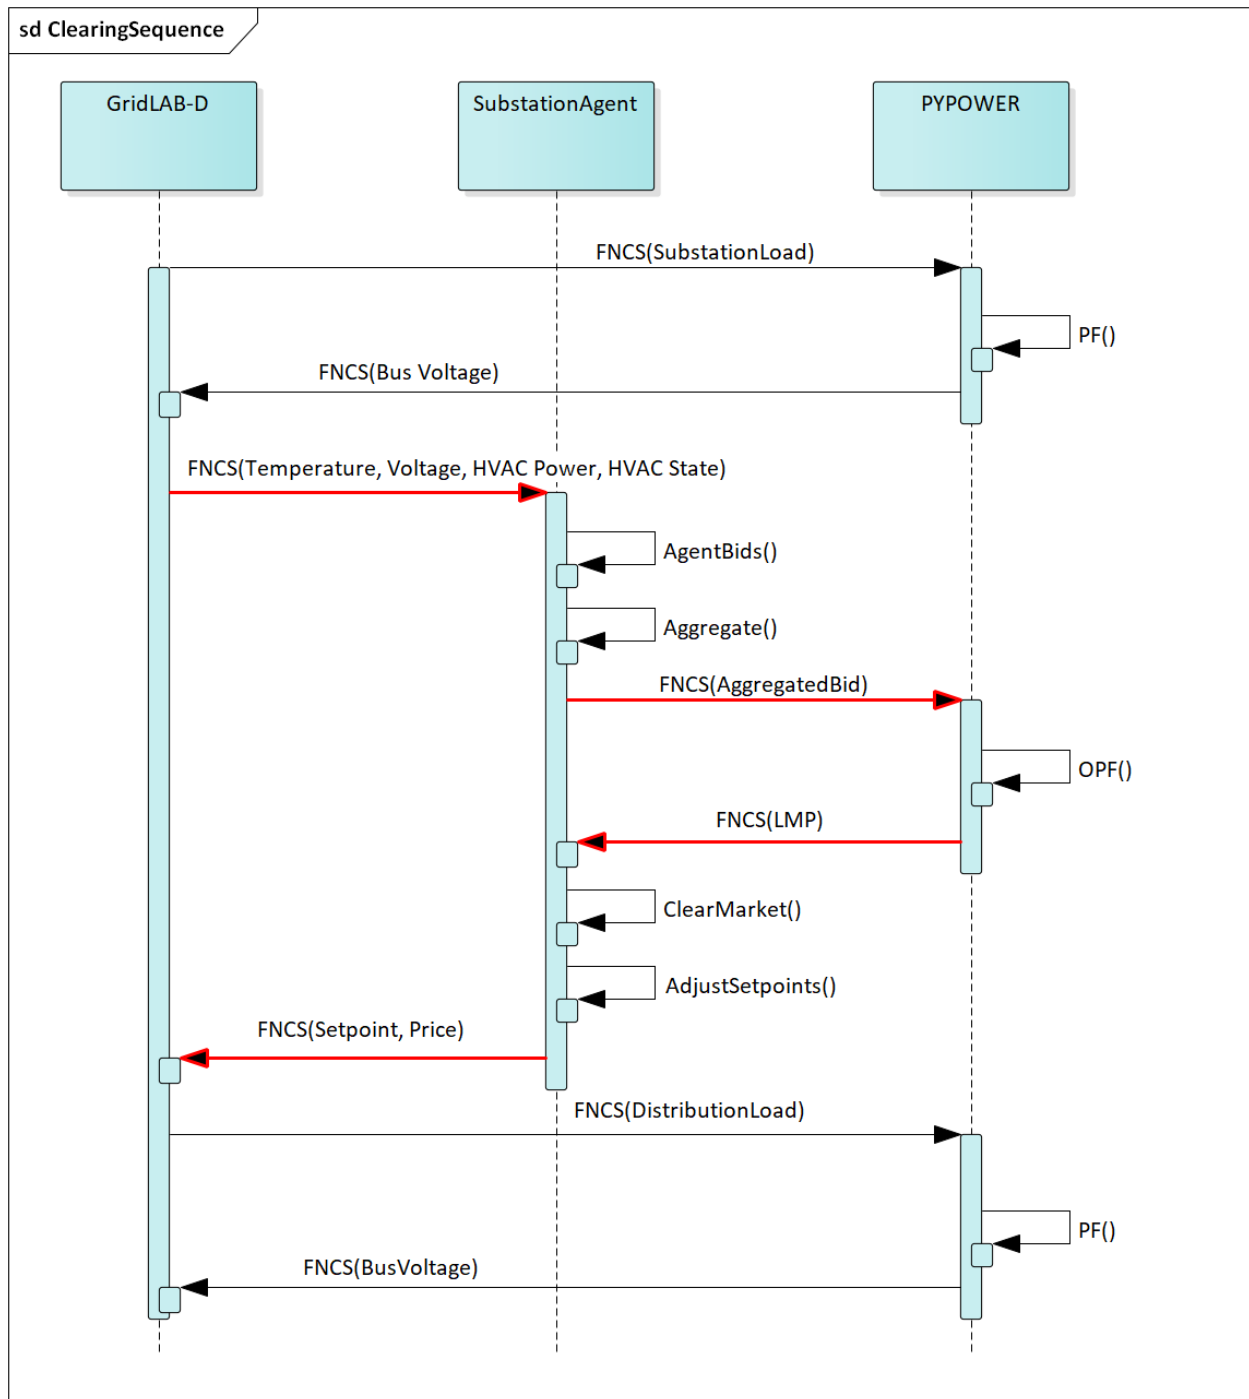 sd ClearingSequence
GridLAB-D
SubstationAgent
PYPOWER
FNCS(SubstationLoad)
PF()
FNCS(Bus Voltage)
FNCS(Temperature, Voltage, HVAC Power, HVAC State)
AgentBids()
Aggregate()
FNCS(AggregatedBid)
OPF()
FNCS(LMP)
ClearMarket()
AdjustSetpoints()
FNCS(Setpoint, Price)
FNCS(DistributionLoad)
PF()
FNCS(BusVoltage)